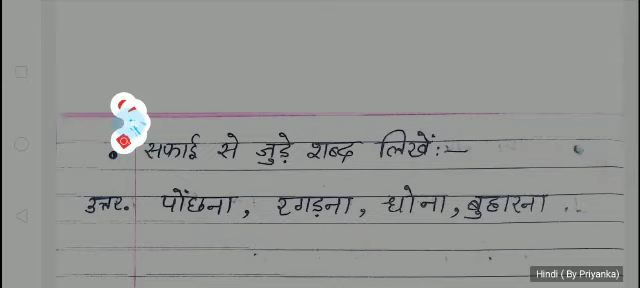 • सफाई से जुड़े शब्द लिखें:-
उत्तर. पोंछना, रगड़ना, धोना, बुहारना ..
Hindi ( By Priyanka)